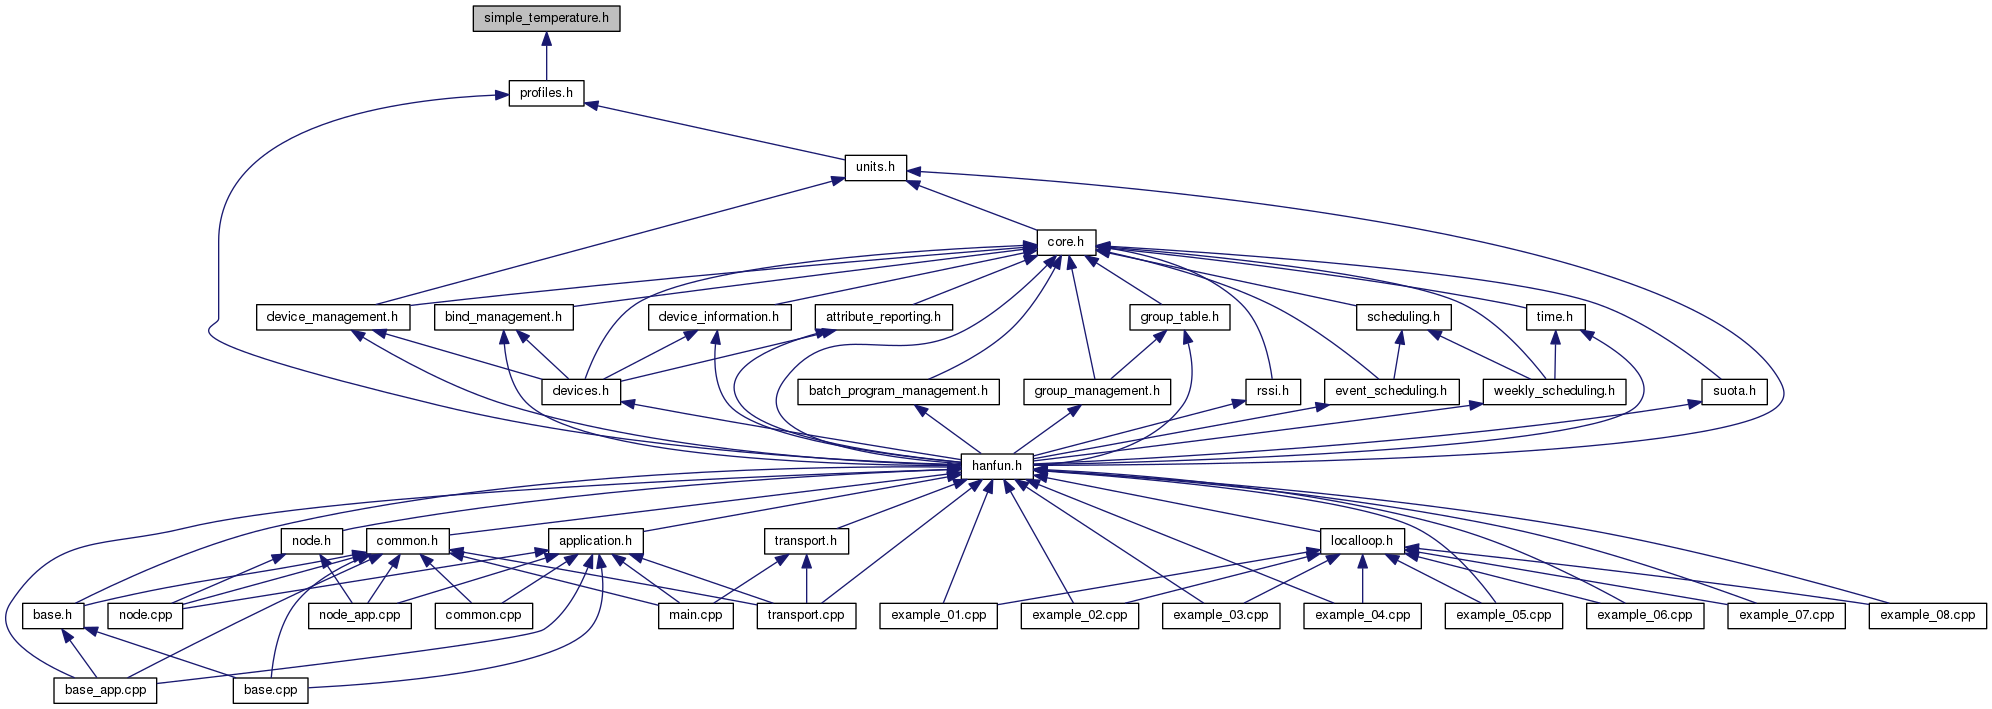 simple_temperature.h
profiles.h
units.h
core.h
device_management.h
bind_management.h
device_information.h
attribute_reporting.h
group_table.h
scheduling.h
time.h
devices.h
batch_program_management.h
group_management.h
rssi.h
event_scheduling.h
weekly_scheduling.h
suota.h
hanfun.h
node.h
common.h
application.h
transport.h
localloop.h
base.h
node.cpp
node_app.cpp
common.cpp
main.cpp
transport.cpp
example_01.cpp
example_02.cpp
example_03.cpp
example_04.cpp
example_05.cpp
example_06.cpp
example_07.cpp
example_08.cpp
base_app.cpp
base.cpp